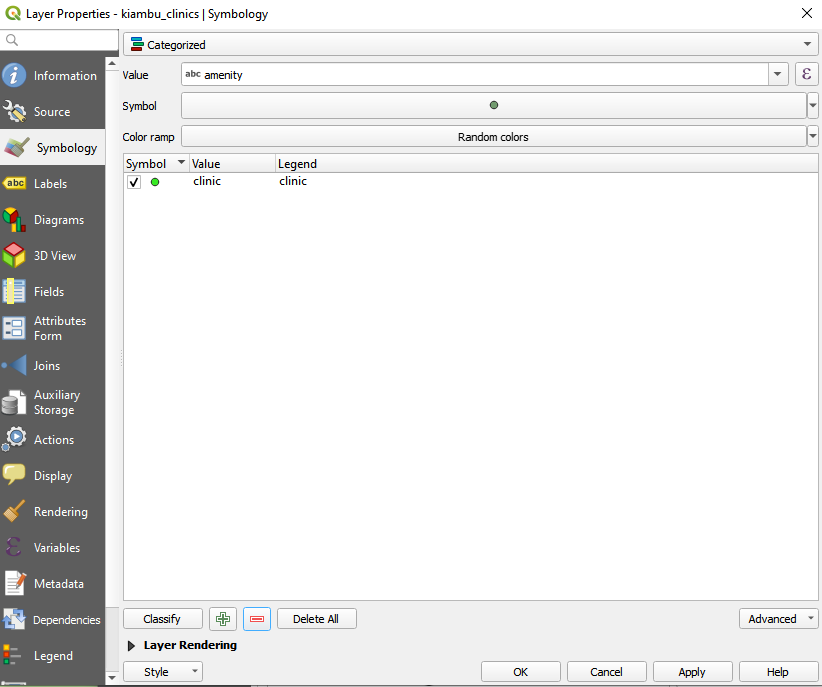 Layer Properties - kiambu_clinics | Symbology
Categorized
Value
abc amenity
ε
Symbol
Color ramp
Random colors
Symbol Value Legend
clinic clinic
Information
Source
Symbology
abc Labels
Diagrams
3D View
Fields
Attributes
Form
Joins
Auxiliary
Storage
Actions
Display
Rendering
Variables
Metadata
Dependencies
Legend
Classify
Delete All
Advanced
Layer Rendering
Style
OK
Cancel
Apply
Help